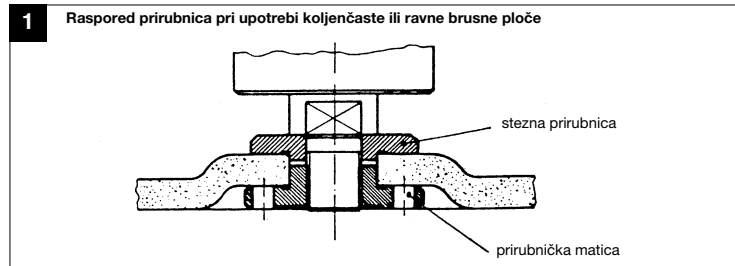 1
Raspored prirubnica pri upotrebi koljenčaste ili ravne brusne ploče
stezna prirubnica
prirubnička matica